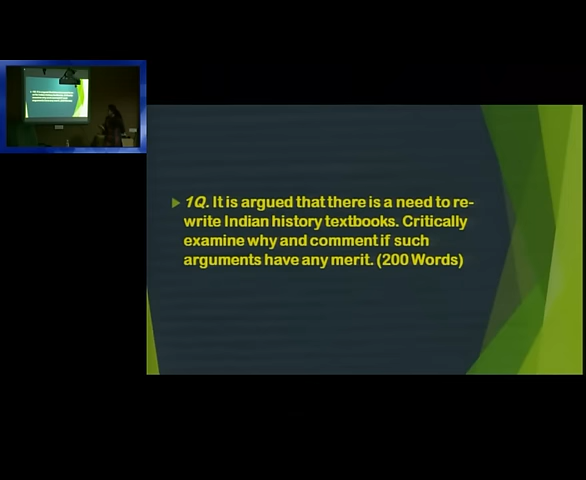 1Q. It is argued that there is a need to re-
write Indian history textbooks. Critically
examine why and comment if such
arguments have any merit. (200 Words)